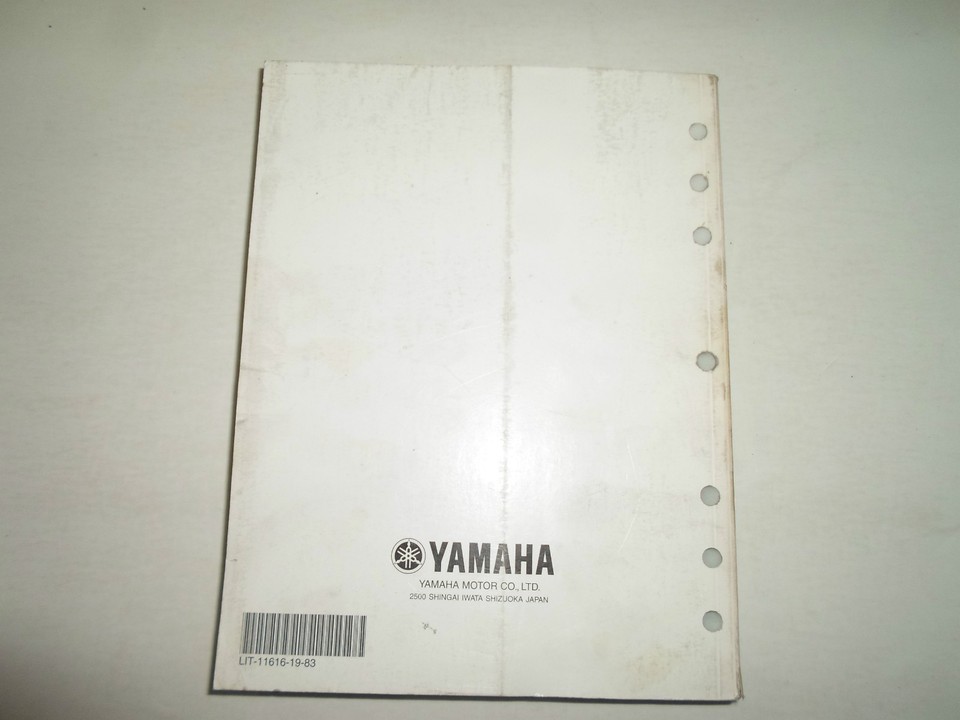 YAMAHA
YAMAHA MOTOR CO., LTD.
2500 SHINGAI IWATA SHIZUOKA JAPAN
LIT-11616-19-83